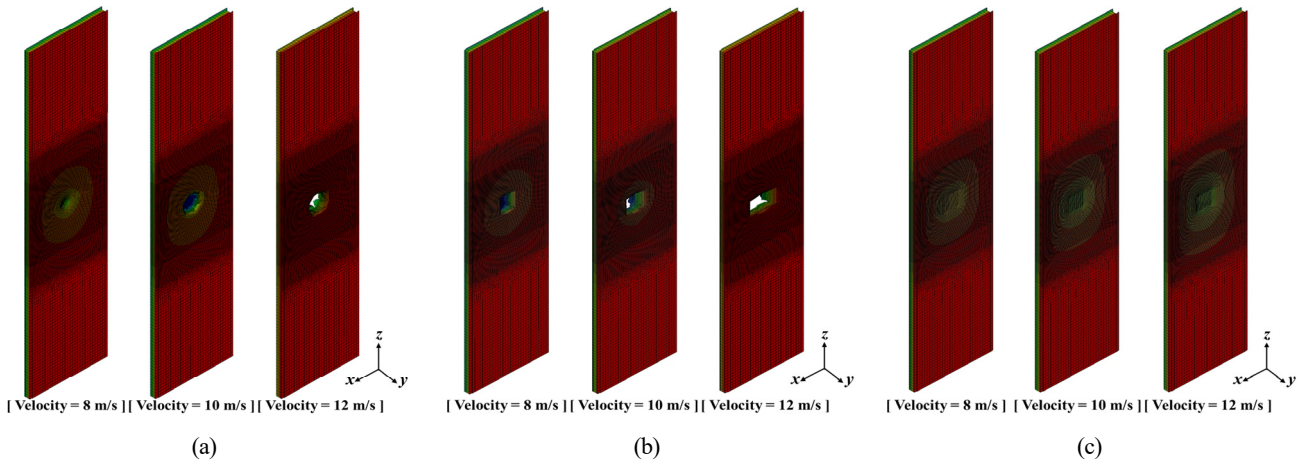 z
x y
[ Velocity = 8 m/s ] [ Velocity = 10 m/s ] [ Velocity = 12 m/s ]
(a)
z
x y
[ Velocity = 8 m/s ] [ Velocity = 10 m/s ] [ Velocity = 12 m/s ]
(b)
z
x y
[ Velocity = 8 m/s ] [ Velocity = 10 m/s ] [ Velocity = 12 m/s ]
(c)